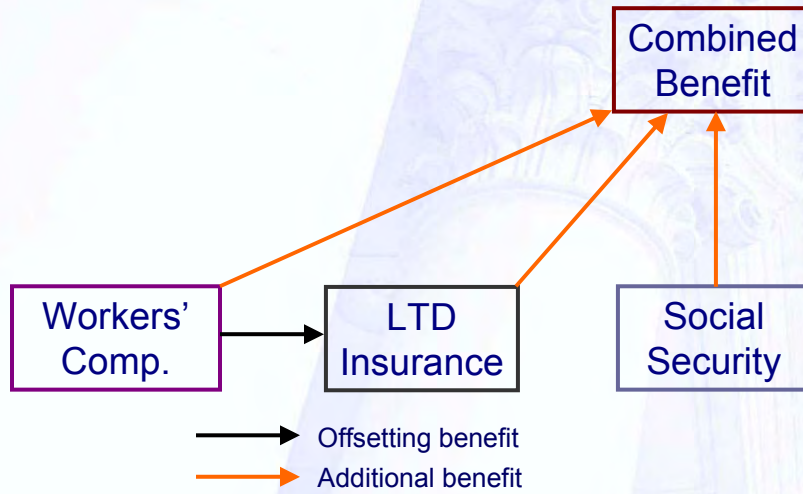 Combined
Benefit
Workers’
Comp.
LTD
Insurance
Social
Security
Offsetting benefit
Additional benefit